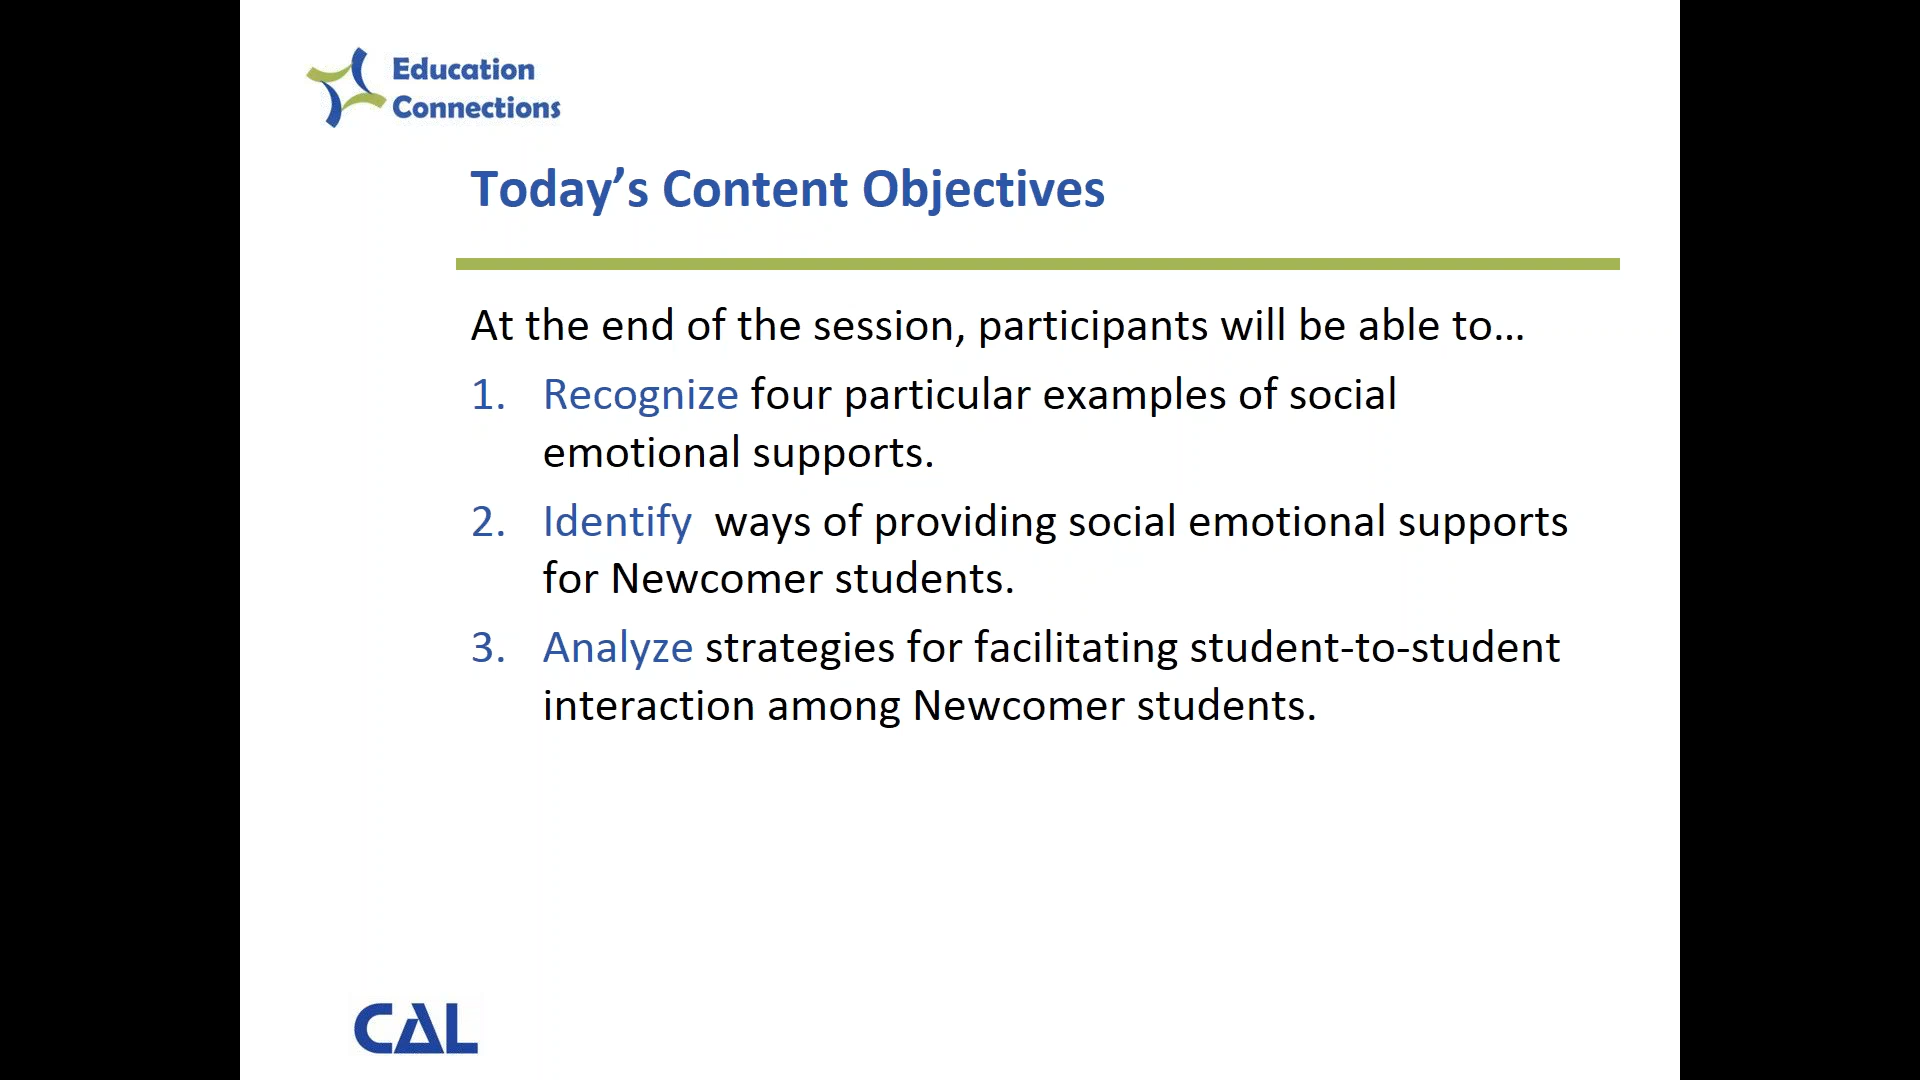 Education
Connections
Today’s Content Objectives
At the end of the session, participants will be able to…
1. Recognize four particular examples of social
emotional supports.
2. Identify  ways of providing social emotional supports
for Newcomer students.
3. Analyze strategies for facilitating student-to-student
interaction among Newcomer students.
CAL